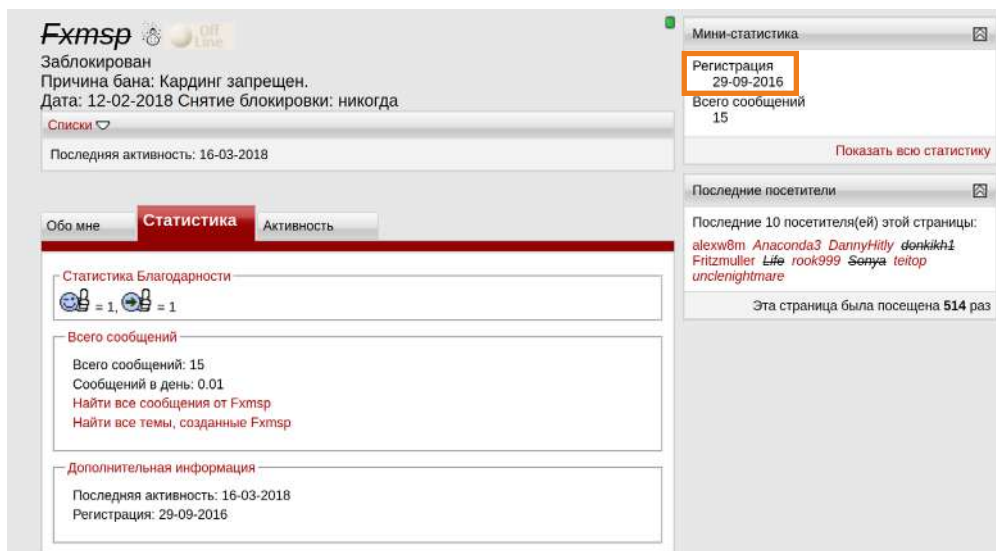 Fxmsp Off Line
Заблокирован
Причина бана: Кардинг запрещен.
Дата: 12-02-2018 Снятие блокировки: никогда
Списки
Последняя активность: 16-03-2018
Обо мне Статистика Активность
Статистика Благодарности
= 1, = 1
Всего сообщений
Всего сообщений: 15
Сообщений в день: 0.01
Найти все сообщения от Fxmsp
Найти все темы, созданные Fxmsp
Дополнительная информация
Последняя активность: 16-03-2018
Регистрация: 29-09-2016
Мини-статистика
Регистрация
29-09-2016
Всего сообщений
15
Показать всю статистику
Последние посетители
Последние 10 посетителя(ей) этой страницы:
alexw8m Anaconda3 DannyHitly donkikh1
Fritzmuller Life rook999 Sonya teitop
unclenightmare
Эта страница была посещена 514 раз